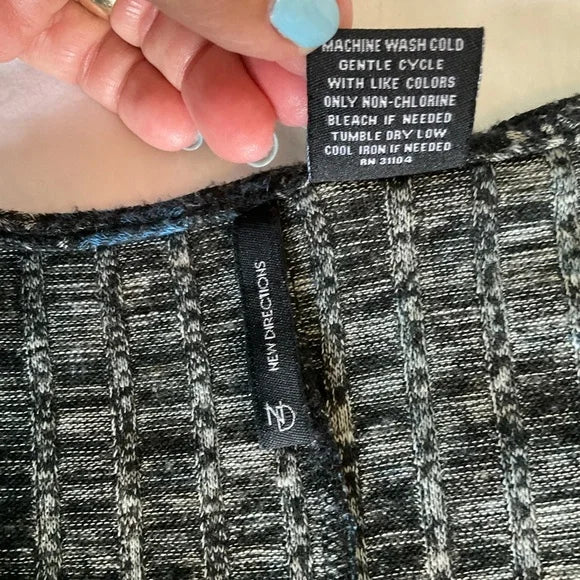 MACHINE WASH COLD
GENTLE CYCLE
WITH LIKE COLORS
ONLY NON-CHLORINE
BLEACH IF NEEDED
TUMBLE DRY LOW
COOL IRON IF NEEDED
RN 31104
NEW DIRECTIONS